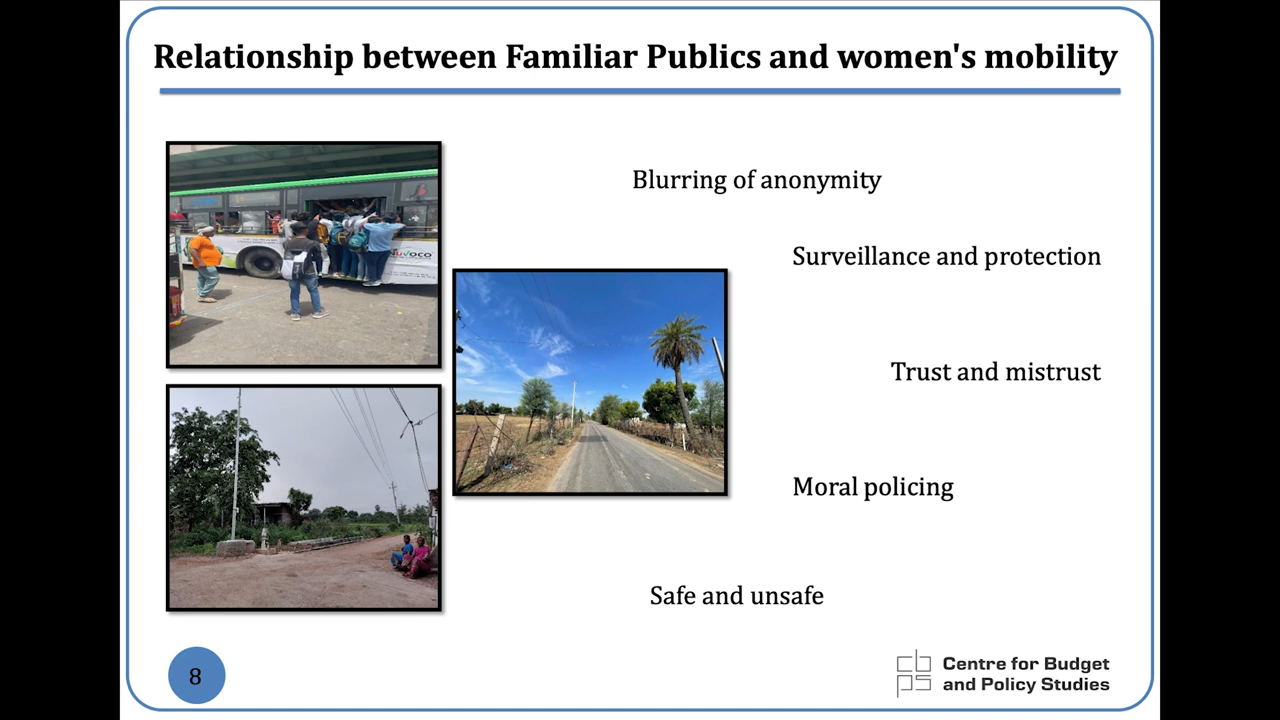 Relationship between Familiar Publics and women's mobility
Blurring of anonymity
Surveillance and protection
Trust and mistrust
Moral policing
Safe and unsafe
NUVOCO
8
cb
ps
Centre for Budget
and Policy Studies